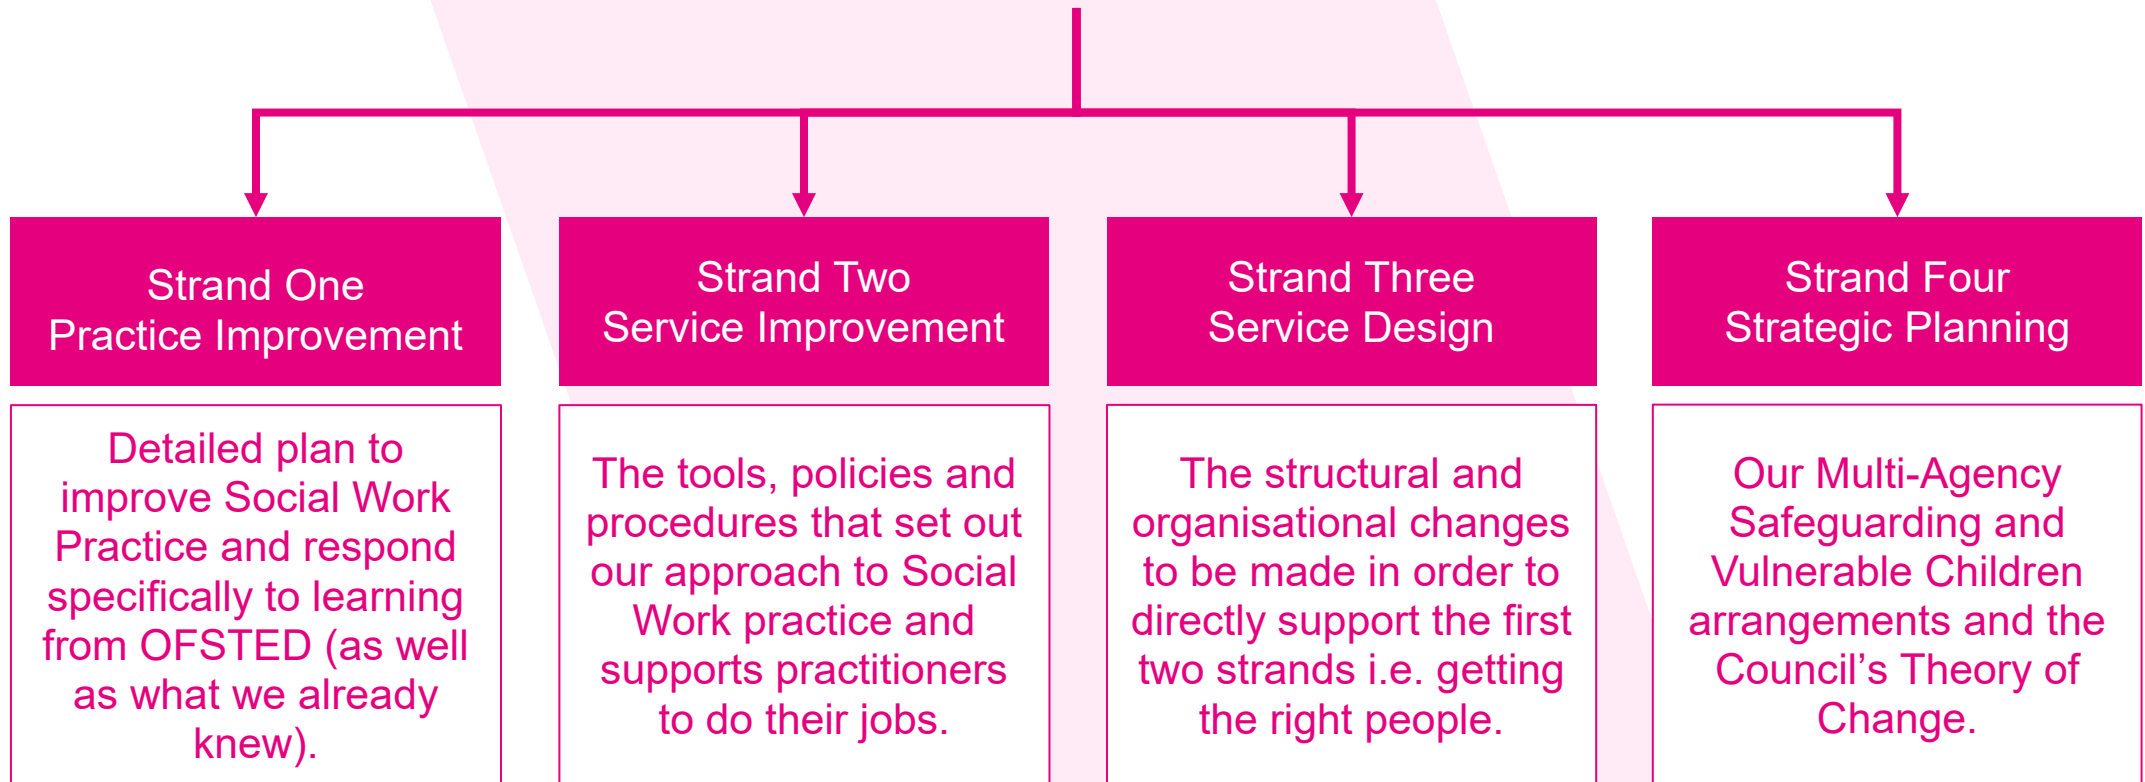 Strand One
Practice Improvement
Strand Two
Service Improvement
Strand Three
Service Design
Strand Four
Strategic Planning
Detailed plan to
improve Social Work
Practice and respond
specifically to learning
from OFSTED (as well
as what we already
knew).
The tools, policies and
procedures that set out
our approach to Social
Work practice and
supports practitioners
to do their jobs.
The structural and
organisational changes
to be made in order to
directly support the first
two strands i.e. getting
the right people.
Our Multi-Agency
Safeguarding and
Vulnerable Children
arrangements and the
Council’s Theory of
Change.